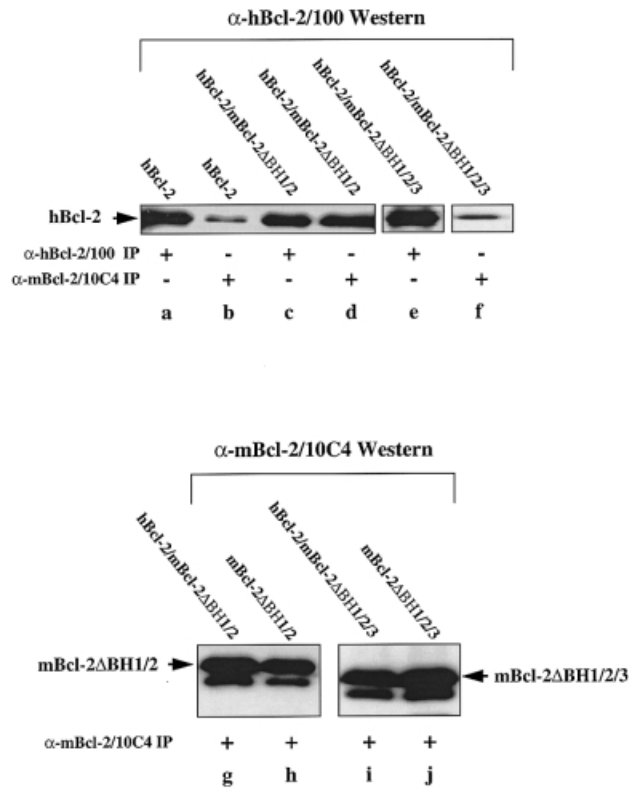 α-hBcl-2/100 Western
hBcl-2
hBcl-2
hBcl-2/mBcl-2ΔBH1/2
hBcl-2/mBcl-2ΔBH1/2
hBcl-2/mBcl-2ΔBH1/2/3
hBcl-2/mBcl-2ΔBH1/2/3
hBcl-2
α-hBcl-2/100 IP + - + - + -
α-mBcl-2/10C4 IP - + - + - +
a b c d e f
α-mBcl-2/10C4 Western
hBcl-2/mBcl-2ΔBH1/2
mBcl-2ΔBH1/2
hBcl-2/mBcl-2ΔBH1/2/3
mBcl-2ΔBH1/2/3
mBcl-2ΔBH1/2
mBcl-2ΔBH1/2/3
α-mBcl-2/10C4 IP + + + +
g h i j